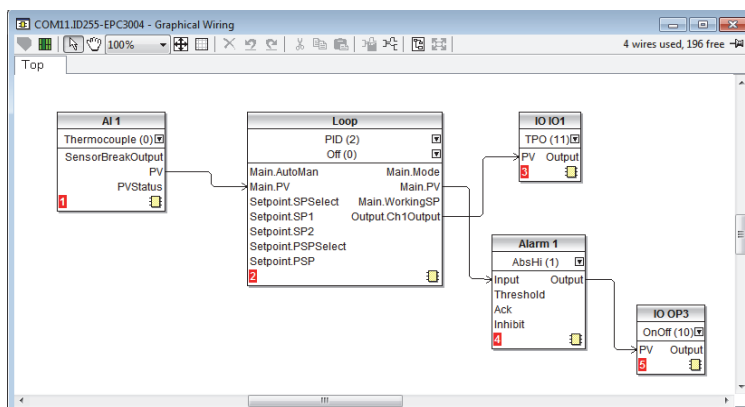 COM11.ID255-EPC3004 - Graphical Wiring
100%
4 wires used, 196 free
Top
AI 1
Thermocouple (0)
SensorBreakOutput
PV
PVStatus
1
Loop
PID (2)
Off (0)
Main.AutoMan Main.Mode
Main.PV Main.PV
Setpoint.SPSelect Main.WorkingSP
Setpoint.SP1 Output.Ch1Output
Setpoint.SP2
Setpoint.PSPSelect
Setpoint.PSP
2
IO IO1
TPO (11)
PV Output
3
Alarm 1
AbsHi (1)
Input Output
Threshold
Ack
Inhibit
4
IO OP3
OnOff (10)
PV Output
5